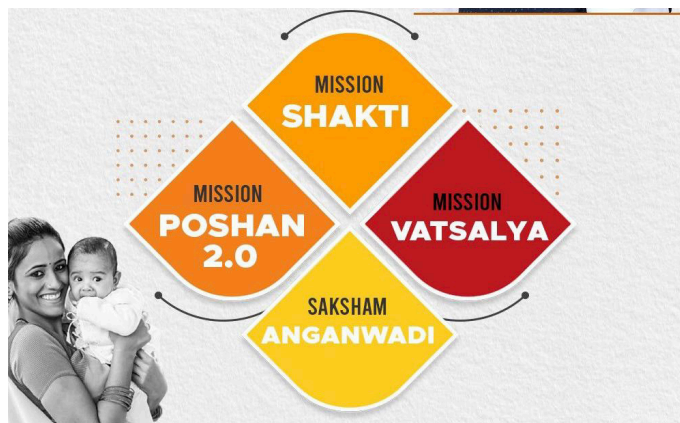 MISSION
SHAKTI
MISSION
POSHAN
2.0
MISSION
VATSALYA
SAKSHAM
ANGANWADI